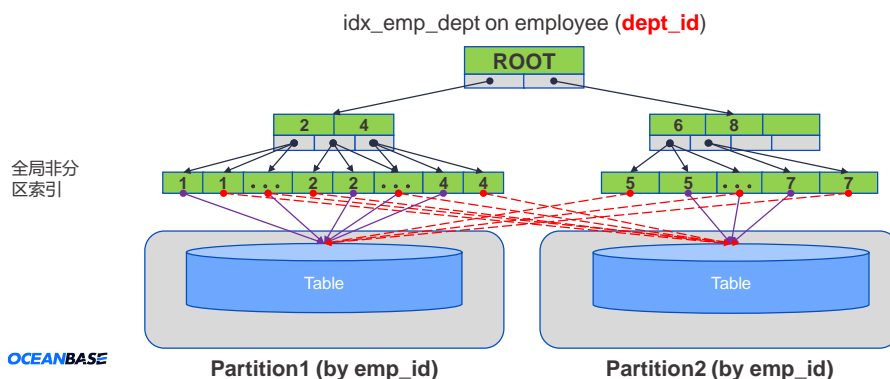 idx_emp_dept on employee (dept_id)
ROOT
2 4
6 8
全局非分
区索引
1 1 ... 2 2 ... 4 4
5 5 ... 7 7
Table
Table
OCEANBASE
Partition1 (by emp_id)
Partition2 (by emp_id)